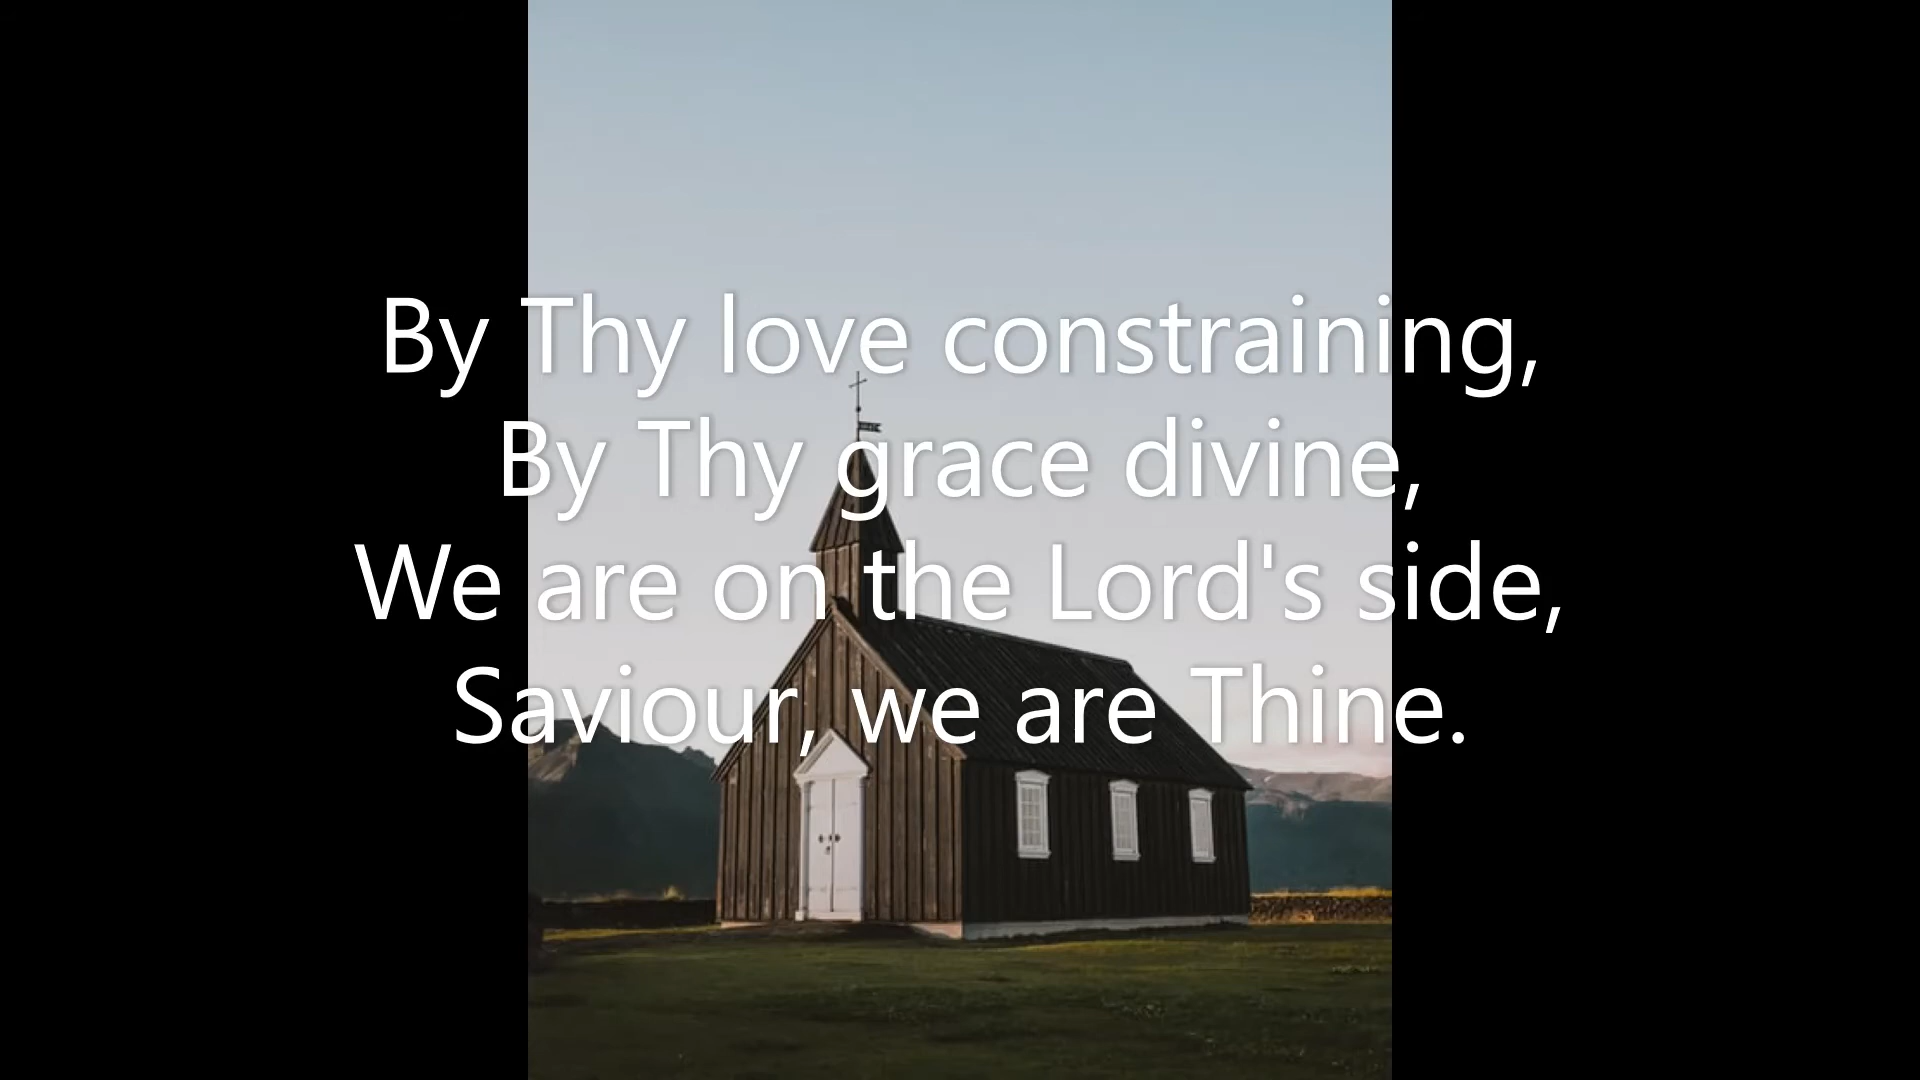 By Thy love constraining,
By Thy grace divine,
We are on the Lord's side,
Saviour, we are Thine.